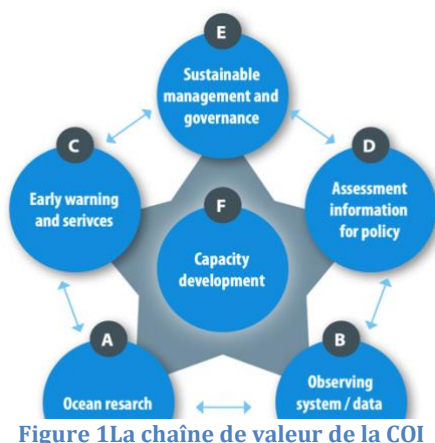 E
Sustainable
management and
governance
C
Early warning
and serivces
D
Assessment
information
for policy
F
Capacity
development
A
Ocean resarch
B
Observing
system / data
Figure 1La chaîne de valeur de la COI